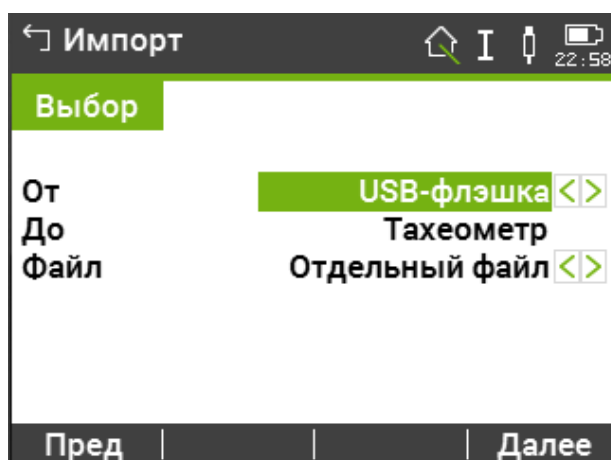 Импорт
I
22:58
Выбор
От USB-флэшка
До Тахеометр
Файл Отдельный файл
Пред Далее